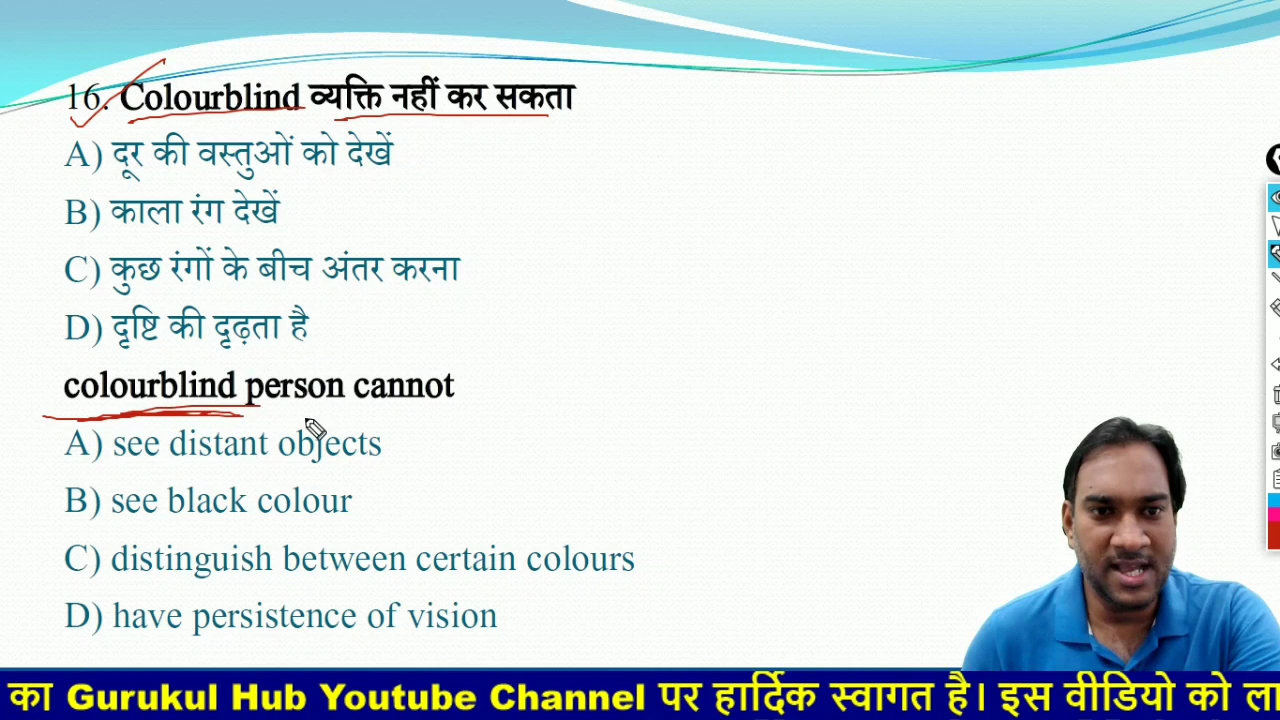 16. Colourblind व्यक्ति नहीं कर सकता
A) दूर की वस्तुओं को देखें
B) काला रंग देखें
C) कुछ रंगों के बीच अंतर करना
D) दृष्टि की दृढ़ता है
colourblind person cannot
A) see distant objects
B) see black colour
C) distinguish between certain colours
D) have persistence of vision
का Gurukul Hub Youtube Channel पर हार्दिक स्वागत है। इस वीडियो को